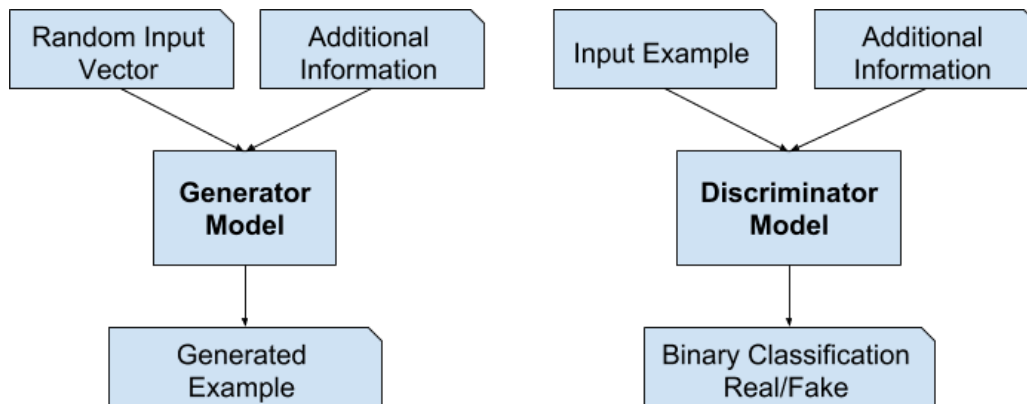 Random Input
Vector
Additional
Information
Input Example
Additional
Information
Generator
Model
Discriminator
Model
Generated
Example
Binary Classification
Real/Fake